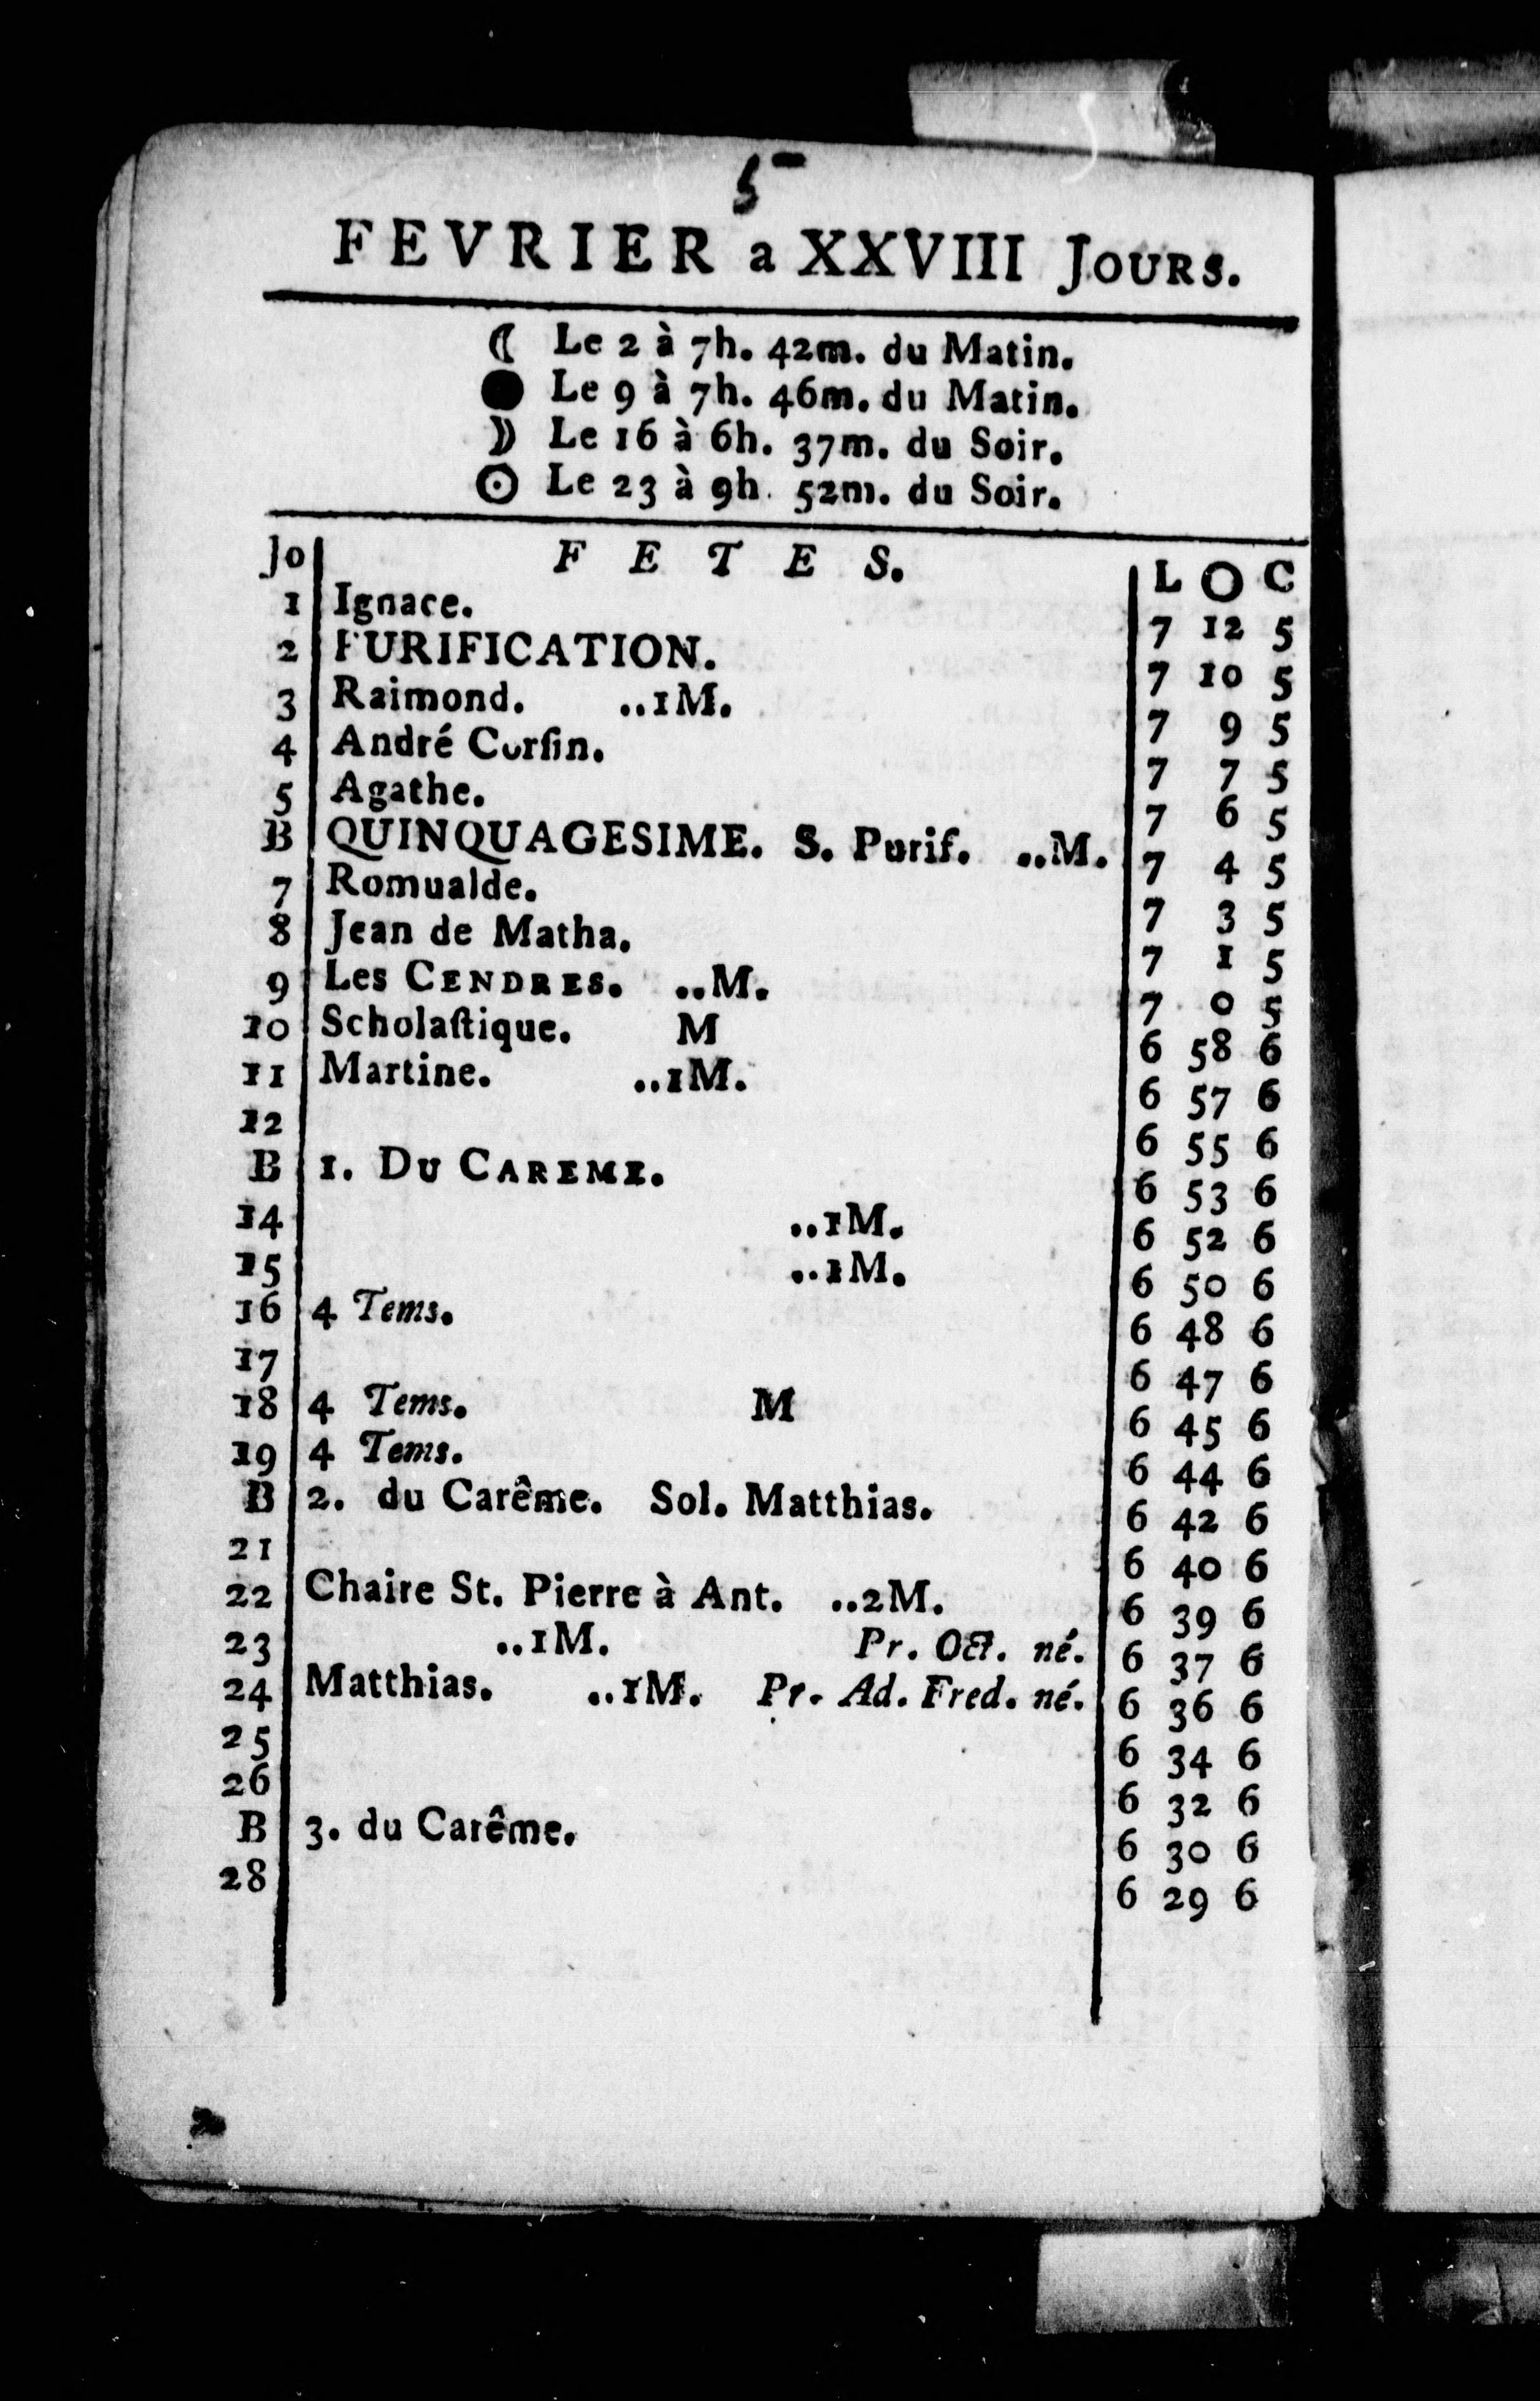 5
FEVRIER a XXVIII Jours.
☾ Le 2 à 7h. 42m. du Matin.
● Le 9 à 7h. 46m. du Matin.
☽ Le 16 à 6h. 37m. du Soir.
☉ Le 23 à 9h. 52m. du Soir.
Jo F E T E S. L O C
1 Ignace. 7 12 5
2 PURIFICATION. 7 10 5
3 Raimond. ..1M. 7 9 5
4 André Corſin. 7 7 5
5 Agathe. 7 6 5
B QUINQUAGESIME. S. Purif. ..M. 7 4 5
7 Romualde. 7 3 5
8 Jean de Matha. 7 1 5
9 Les CENDRES. ..M. 7 0 5
10 Scholaſtique. M 6 58 6
11 Martine. ..1M. 6 57 6
12 6 55 6
B 1. DU CAREME. 6 53 6
14 ..1M. 6 52 6
15 ..1M. 6 50 6
16 4 Tems. 6 48 6
17 6 47 6
18 4 Tems. M 6 45 6
19 4 Tems. 6 44 6
B 2. du Carême. Sol. Matthias. 6 42 6
21 6 40 6
22 Chaire St. Pierre à Ant. ..2M. 6 39 6
23 ..1M. Pr. Oct. né. 6 37 6
24 Matthias. ..1M. Pr. Ad. Fred. né. 6 36 6
25 6 34 6
26 6 32 6
B 3. du Carême. 6 30 6
28 6 29 6